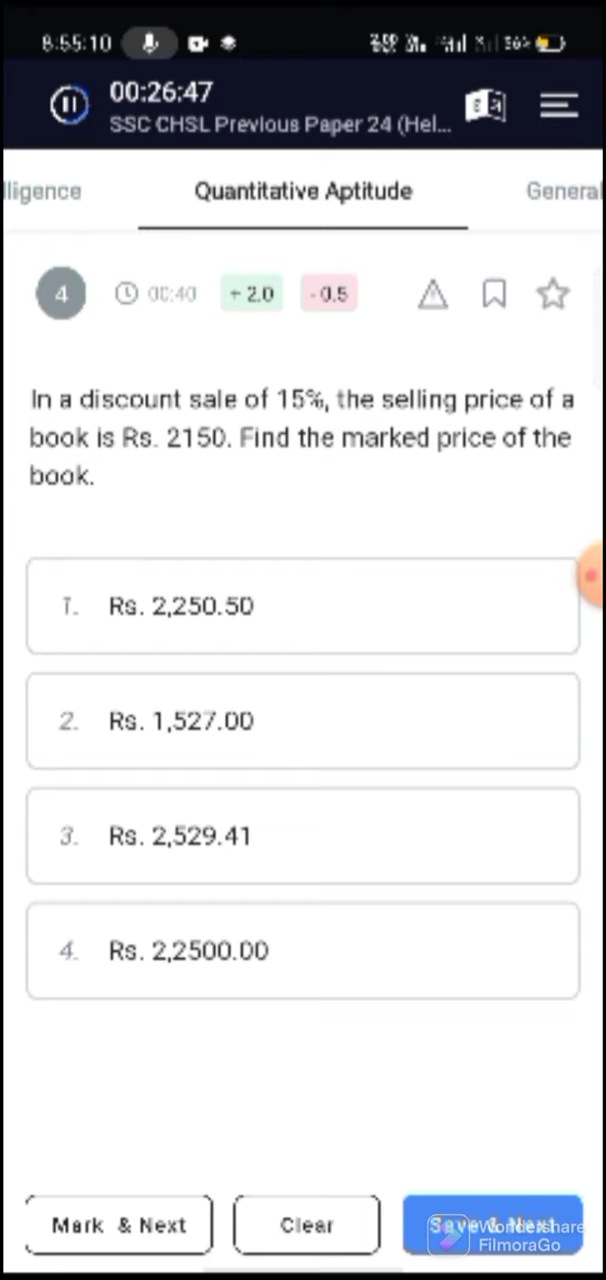 8:55:10
00:26:47
SSC CHSL Previous Paper 24 (Hel...
lligence Quantitative Aptitude General
4 00:40 + 2.0 - 0.5
In a discount sale of 15%, the selling price of a
book is Rs. 2150. Find the marked price of the
book.
1. Rs. 2,250.50
2. Rs. 1,527.00
3. Rs. 2,529.41
4. Rs. 2,2500.00
Mark & Next Clear Save & Next
Wondershare
FilmoraGo